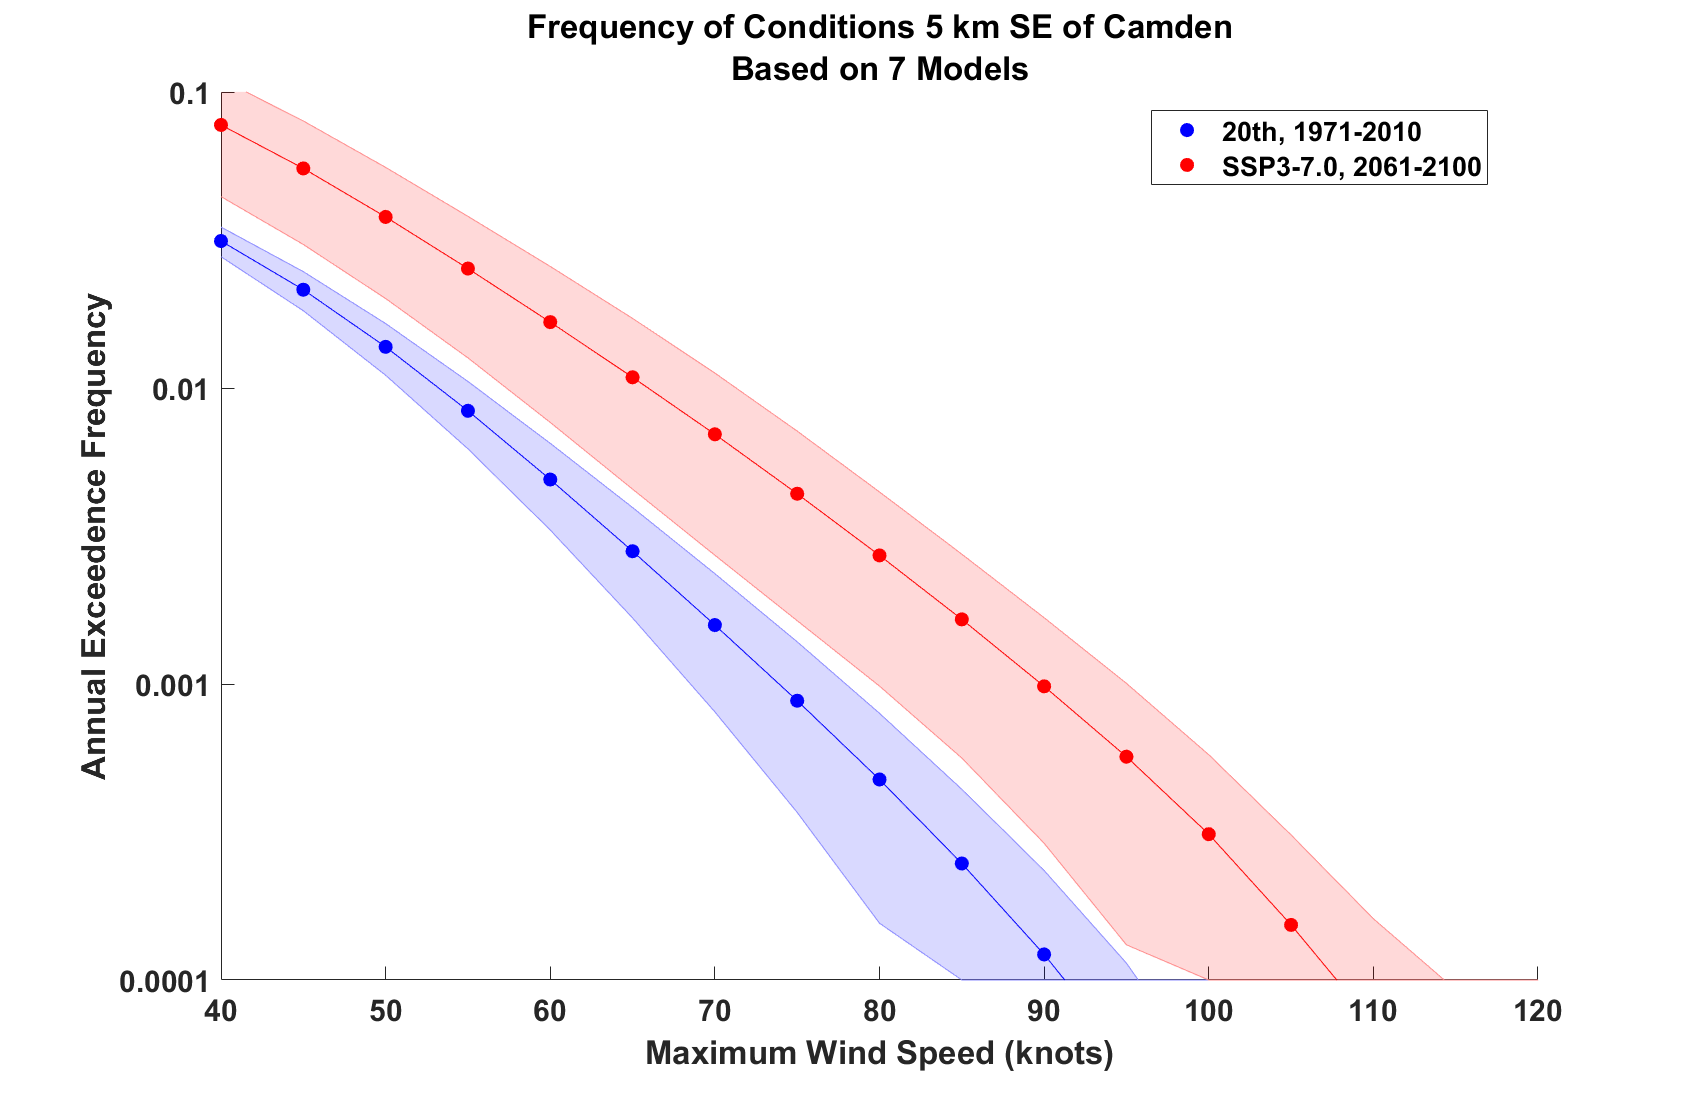 Frequency of Conditions 5 km SE of Camden
Based on 7 Models
20th, 1971-2010
SSP3-7.0, 2061-2100
Annual Exceedence Frequency
0.1
0.01
0.001
0.0001
40 50 60 70 80 90 100 110 120
Maximum Wind Speed (knots)